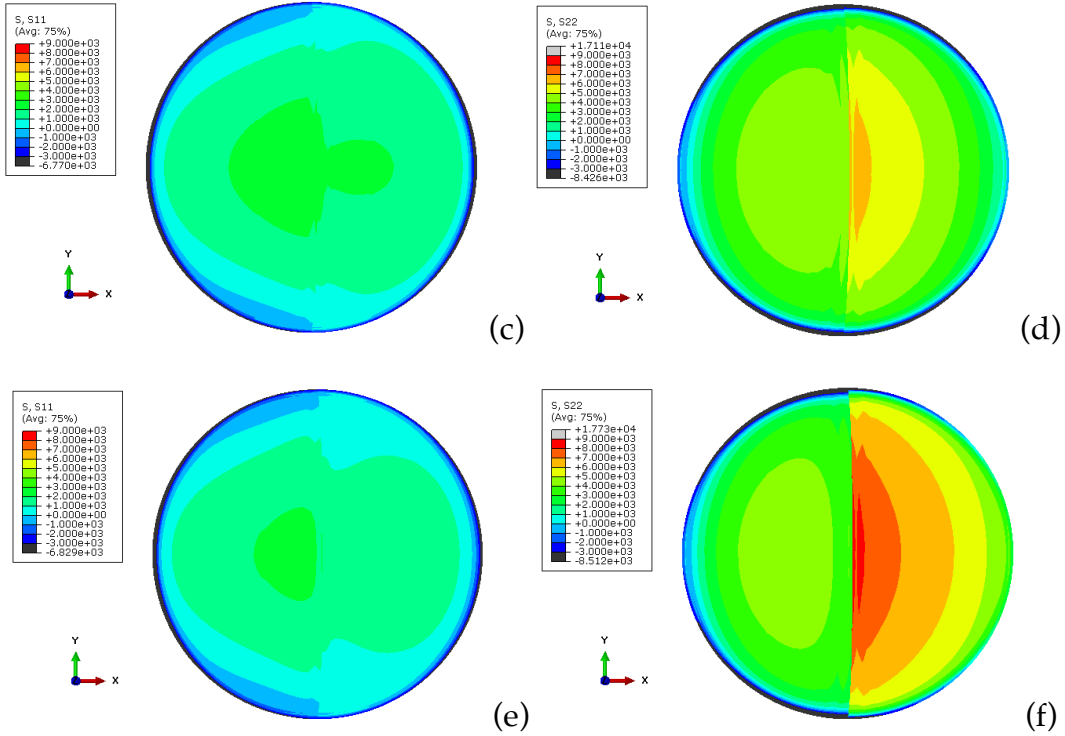 S, S11
(Avg: 75%)
+9.000e+03
+8.000e+03
+7.000e+03
+6.000e+03
+5.000e+03
+4.000e+03
+3.000e+03
+2.000e+03
+1.000e+03
+0.000e+00
-1.000e+03
-2.000e+03
-3.000e+03
-6.770e+03
Y
X
(c)
S, S22
(Avg: 75%)
+1.711e+04
+9.000e+03
+8.000e+03
+7.000e+03
+6.000e+03
+5.000e+03
+4.000e+03
+3.000e+03
+2.000e+03
+1.000e+03
+0.000e+00
-1.000e+03
-2.000e+03
-3.000e+03
-8.426e+03
Y
X
(d)
S, S11
(Avg: 75%)
+9.000e+03
+8.000e+03
+7.000e+03
+6.000e+03
+5.000e+03
+4.000e+03
+3.000e+03
+2.000e+03
+1.000e+03
+0.000e+00
-1.000e+03
-2.000e+03
-3.000e+03
-6.829e+03
Y
X
(e)
S, S22
(Avg: 75%)
+1.773e+04
+9.000e+03
+8.000e+03
+7.000e+03
+6.000e+03
+5.000e+03
+4.000e+03
+3.000e+03
+2.000e+03
+1.000e+03
+0.000e+00
-1.000e+03
-2.000e+03
-3.000e+03
-8.512e+03
Y
X
(f)